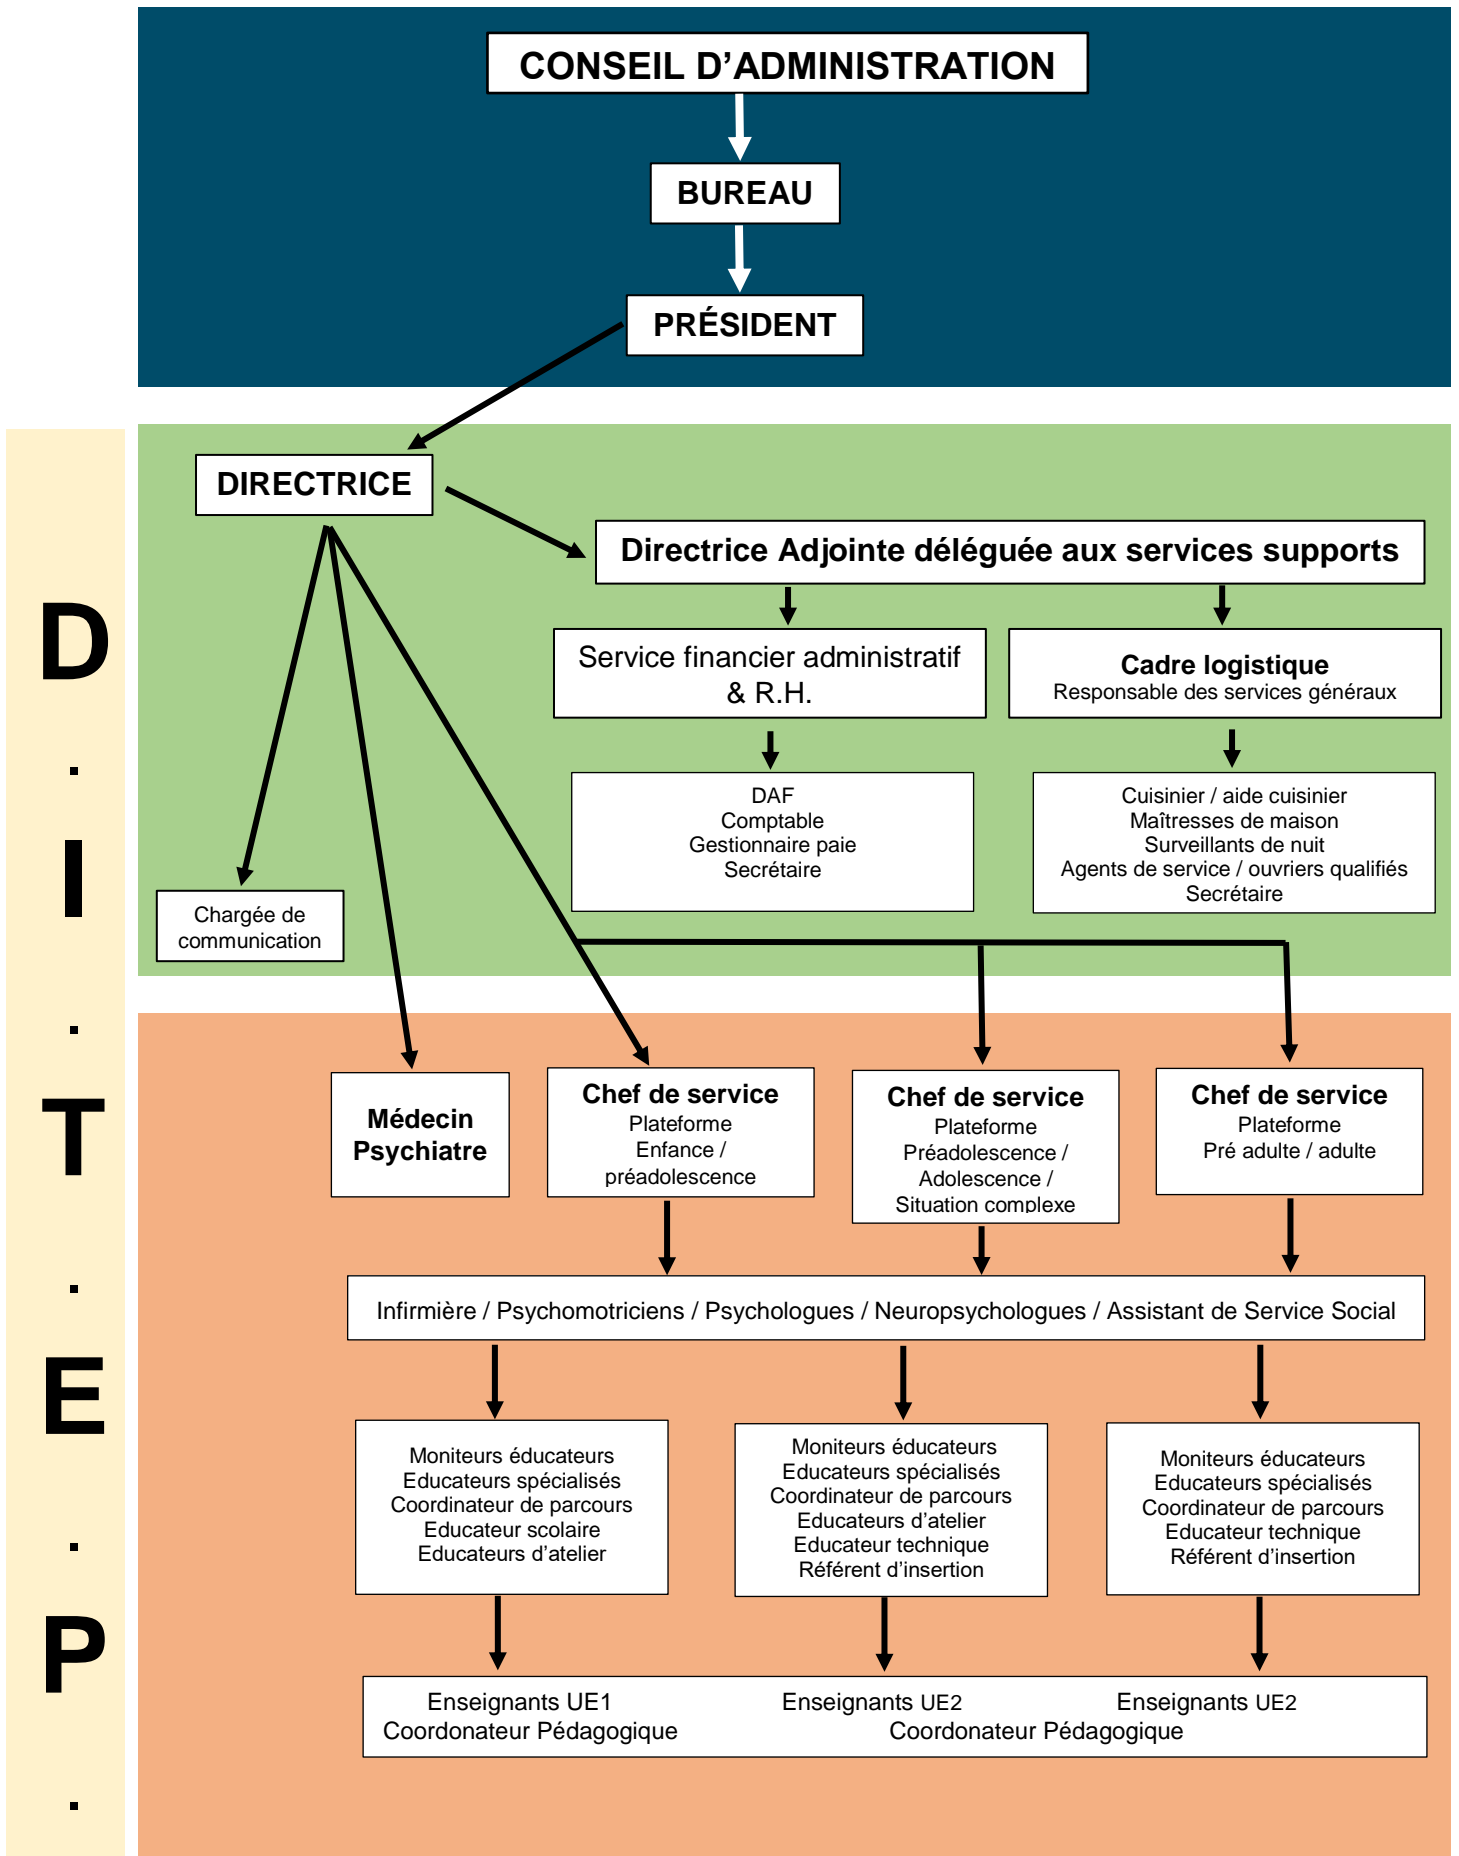 CONSEIL D’ADMINISTRATION
BUREAU
PRÉSIDENT
D
.
I
.
T
.
E
.
P
.
DIRECTRICE
Directrice Adjointe déléguée aux services supports
Service financier administratif
& R.H.
Cadre logistique
Responsable des services généraux
DAF
Comptable
Gestionnaire paie
Secrétaire
Cuisinier / aide cuisinier
Maîtresses de maison
Surveillants de nuit
Agents de service / ouvriers qualifiés
Secrétaire
Chargée de
communication
Médecin
Psychiatre
Chef de service
Plateforme
Enfance /
préadolescence
Chef de service
Plateforme
Préadolescence /
Adolescence /
Situation complexe
Chef de service
Plateforme
Pré adulte / adulte
Infirmière / Psychomotriciens / Psychologues / Neuropsychologues / Assistant de Service Social
Moniteurs éducateurs
Educateurs spécialisés
Coordinateur de parcours
Educateur scolaire
Educateurs d’atelier
Moniteurs éducateurs
Educateurs spécialisés
Coordinateur de parcours
Educateurs d’atelier
Educateur technique
Référent d’insertion
Moniteurs éducateurs
Educateurs spécialisés
Coordinateur de parcours
Educateur technique
Référent d’insertion
Enseignants UE1 Enseignants UE2 Enseignants UE2
Coordonateur Pédagogique Coordonateur Pédagogique